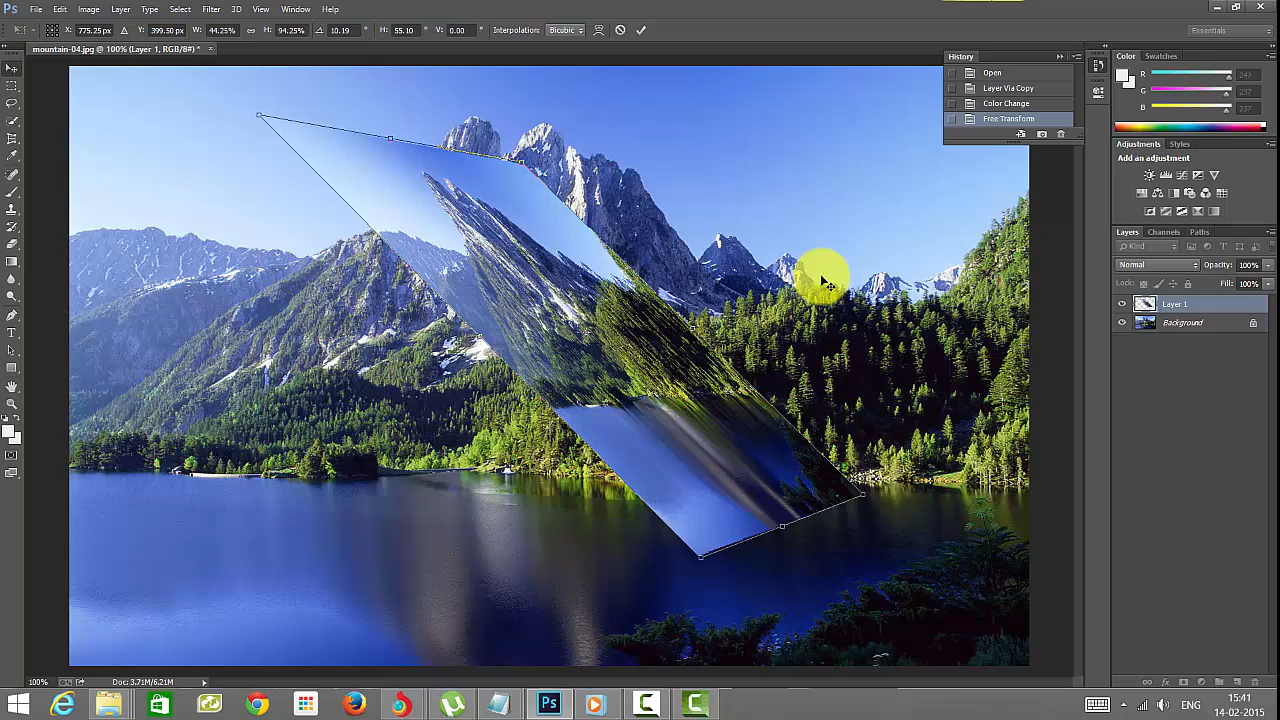 Ps File Edit Image Layer Type Select Filter 3D View Window Help
X: 775.25 px Y: 399.50 px W: 44.25% H: 94.25% 10.19 ° H: 55.10 ° V: 0.00 ° Interpolation: Bicubic Essentials
mountain-04.jpg @ 100% (Layer 1, RGB/8#) * ×
History
Open
Layer Via Copy
Color Change
Free Transform
Color Swatches
R 247
G 237
B 237
Adjustments Styles
Add an adjustment
Layers Channels Paths
Kind
Normal Opacity: 100%
Lock: Fill: 100%
Layer 1
Background
100% Doc: 3.71M/6.21M
Ps ENG 15:41
14-02-2015